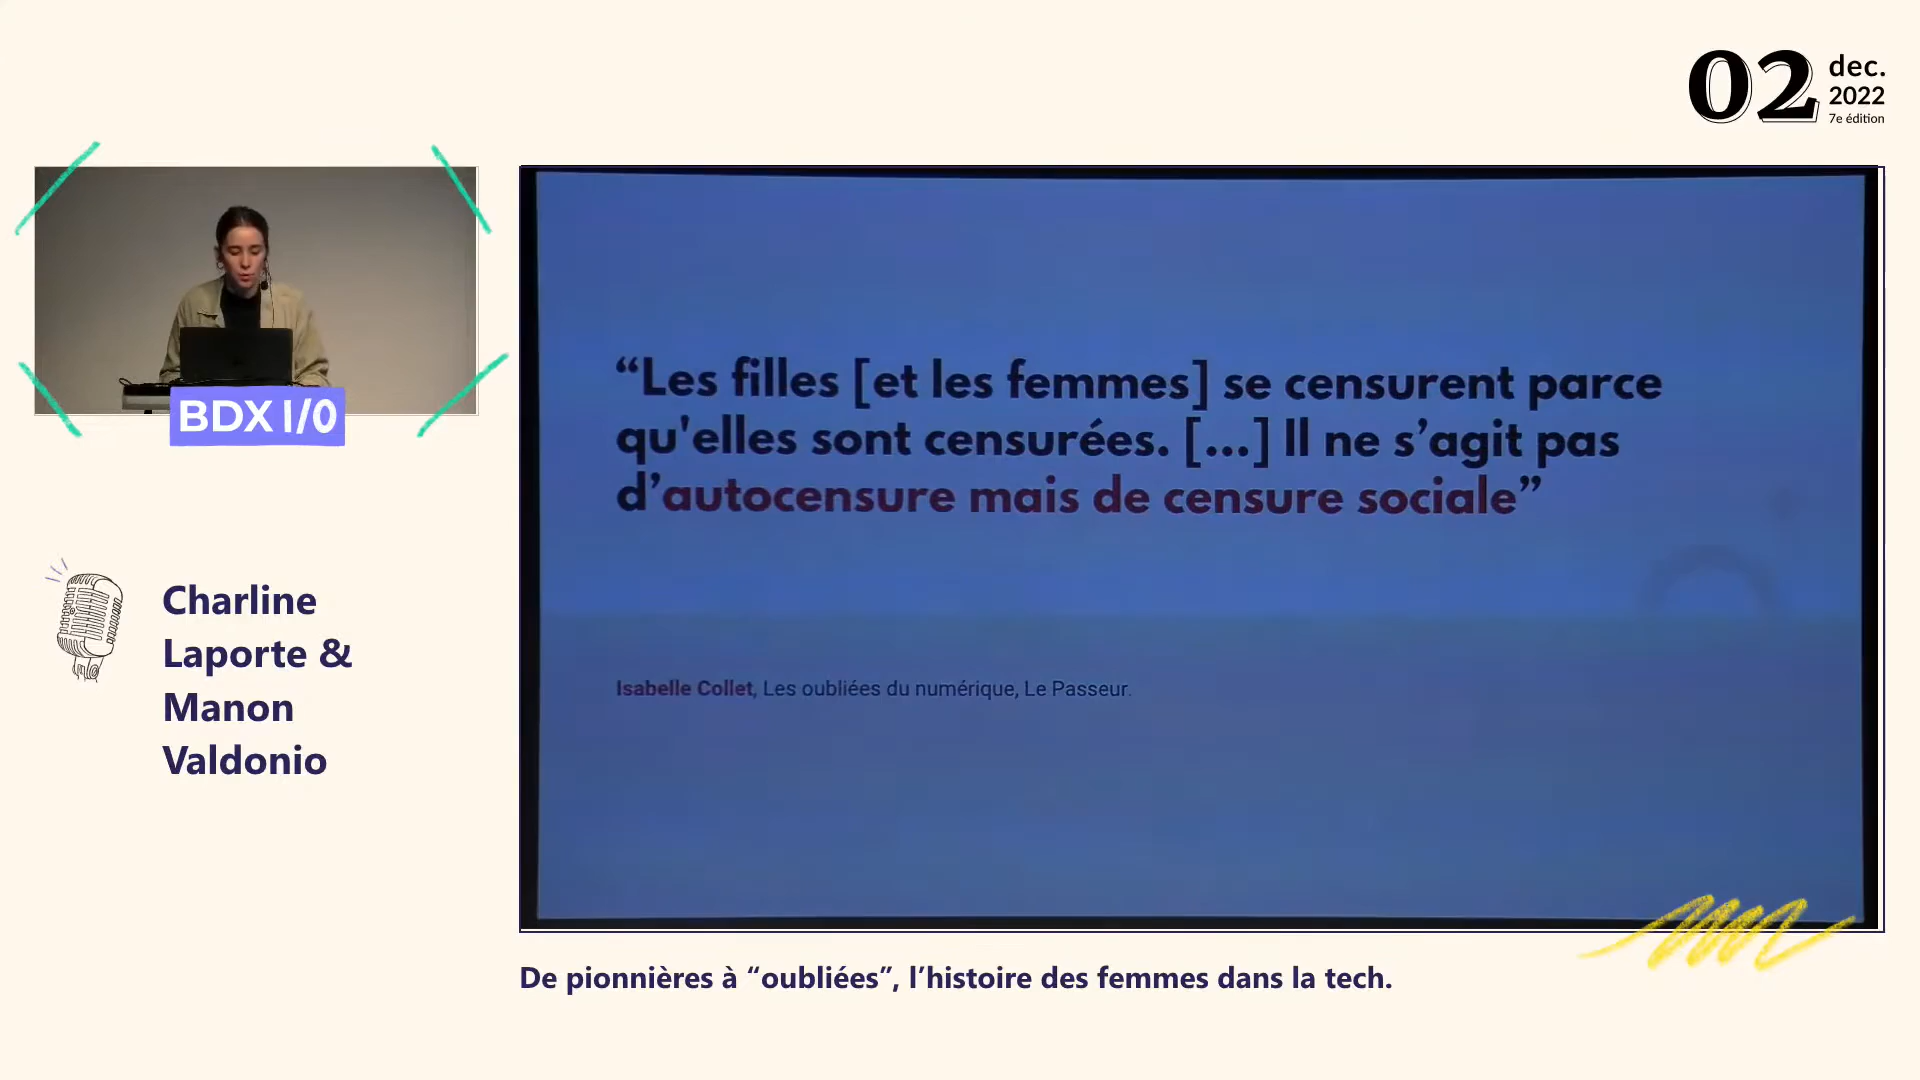 02
dec.
2022
7e édition
“Les filles [et les femmes] se censurent parce
qu'elles sont censurées. [...] Il ne s’agit pas
d’autocensure mais de censure sociale”
BDX I/O
Charline
Laporte &
Manon
Valdonio
Isabelle Collet, Les oubliées du numérique, Le Passeur.
De pionnières à “oubliées”, l’histoire des femmes dans la tech.